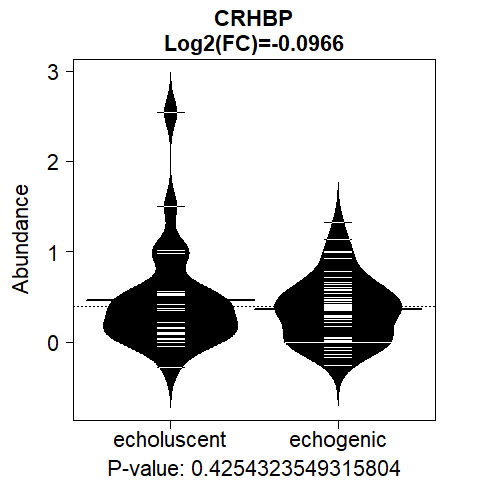 CRHBP
Log2(FC)=-0.0966
3
2
1
0
Abundance
echoluscent echogenic
P-value: 0.4254323549315804